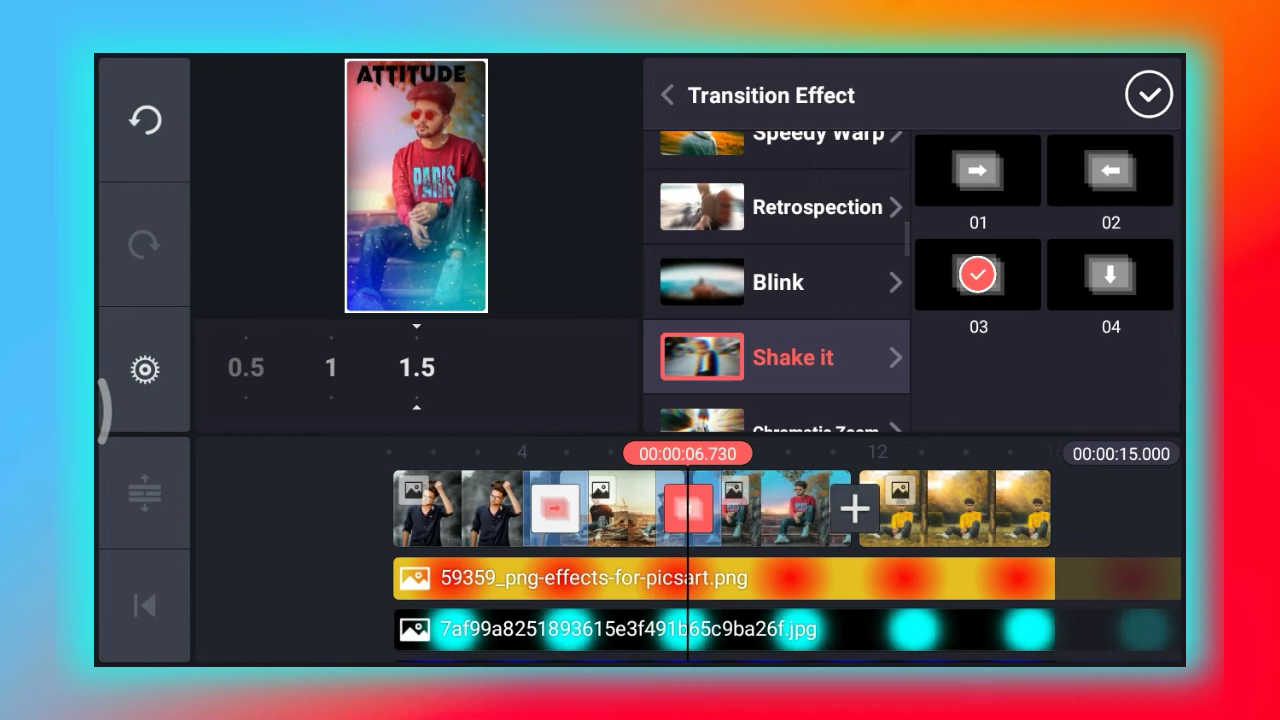 ATTITUDE
PARIS
Transition Effect
Speedy Warp
Retrospection
Blink
Shake it
Chromatic Zoom
01
02
03
04
0.5
1
1.5
4
00:00:06.730
12
00:00:15.000
59359_png-effects-for-picsart.png
7af99a8251893615e3f491b65c9ba26f.jpg